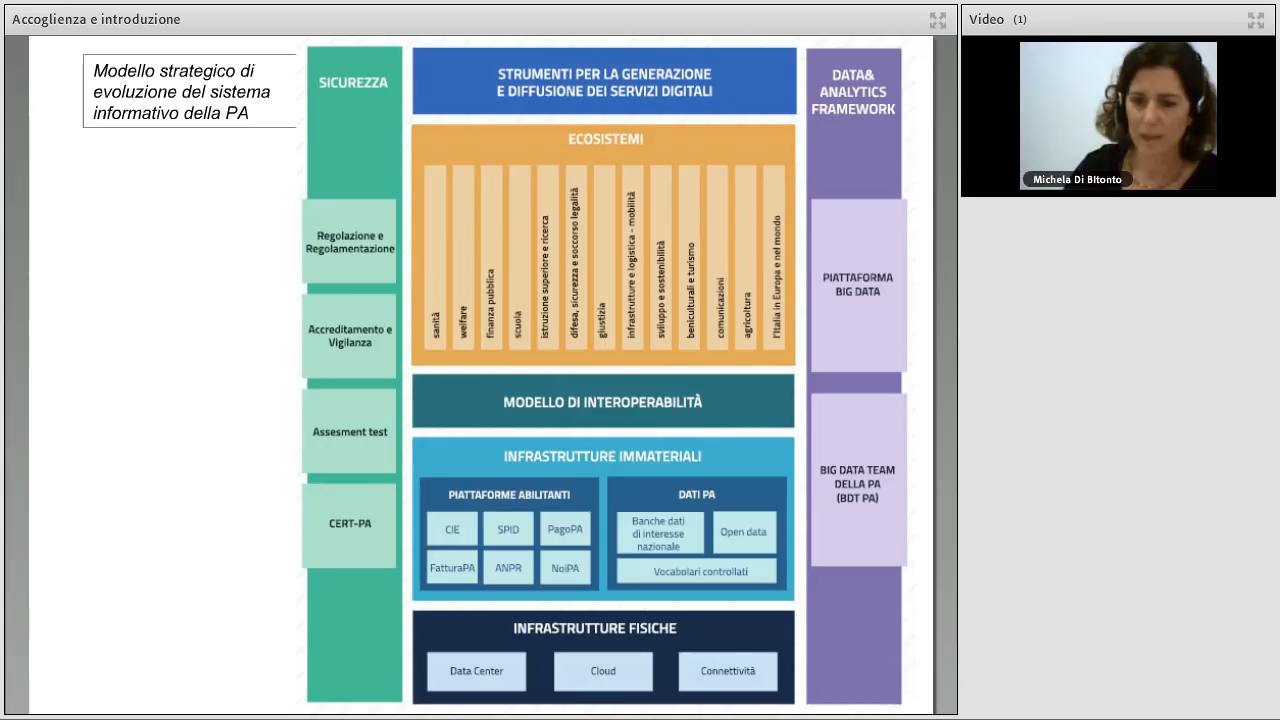 Accoglienza e introduzione
Video (1)
Michela Di BItonto
Modello strategico di
evoluzione del sistema
informativo della PA
SICUREZZA
Regolazione e
Regolamentazione
Accreditamento e
Vigilanza
Assesment test
CERT-PA
STRUMENTI PER LA GENERAZIONE
E DIFFUSIONE DEI SERVIZI DIGITALI
ECOSISTEMI
sanità
welfare
finanza pubblica
scuola
istruzione superiore e ricerca
difesa, sicurezza e soccorso legalità
giustizia
infrastrutture e logistica - mobilità
sviluppo e sostenibilità
beniculturali e turismo
comunicazioni
agricoltura
l'Italia in Europa e nel mondo
MODELLO DI INTEROPERABILITÀ
INFRASTRUTTURE IMMATERIALI
PIATTAFORME ABILITANTI
CIE
SPID
PagoPA
FatturaPA
ANPR
NoiPA
DATI PA
Banche dati
di interesse
nazionale
Open data
Vocabolari controllati
INFRASTRUTTURE FISICHE
Data Center
Cloud
Connettività
DATA&
ANALYTICS
FRAMEWORK
PIATTAFORMA
BIG DATA
BIG DATA TEAM
DELLA PA
(BDT PA)